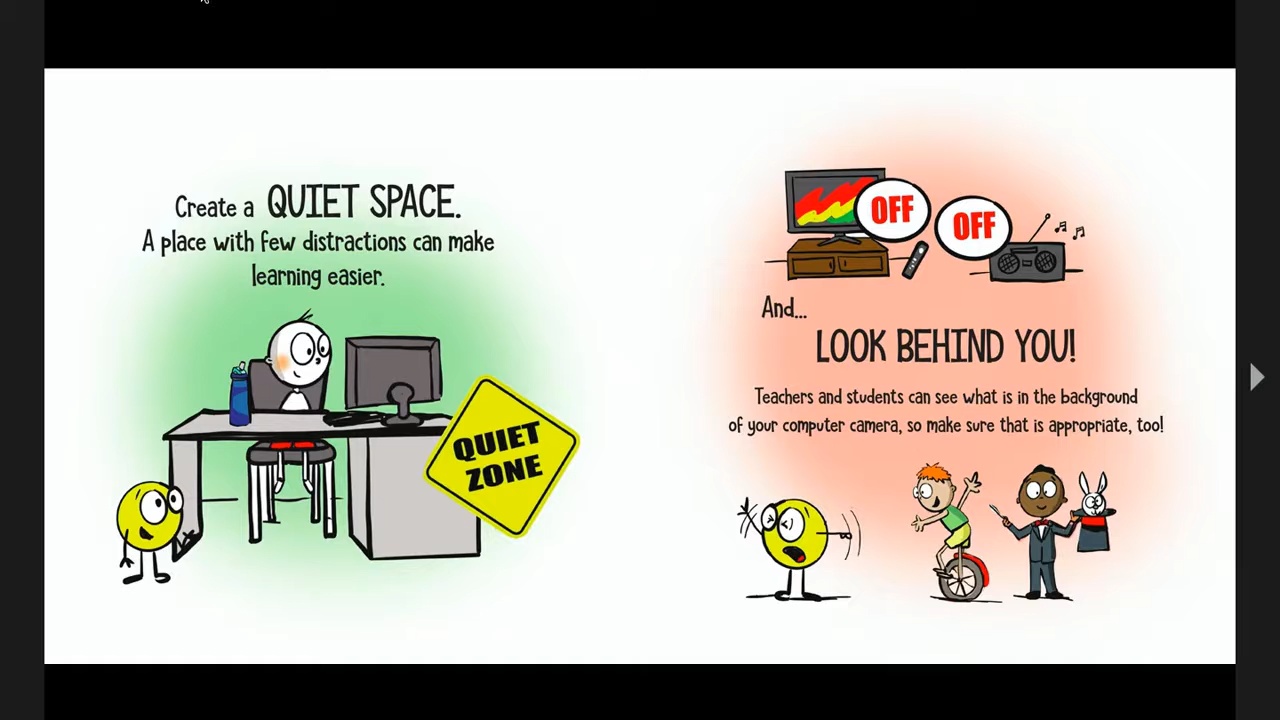 Create a QUIET SPACE.
A place with few distractions can make
learning easier.
QUIET
ZONE
OFF
OFF
And...
LOOK BEHIND YOU!
Teachers and students can see what is in the background
of your computer camera, so make sure that is appropriate, too!